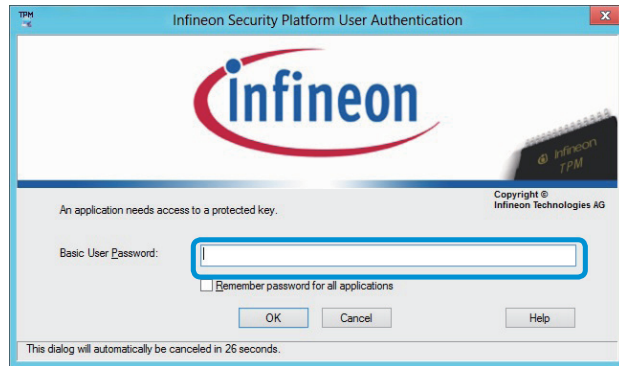 TPM
Infineon Security Platform User Authentication
x
infineon
infineon
TPM
Copyright ©
Infineon Technologies AG
An application needs access to a protected key.
Basic User Password:
Remember password for all applications
OK Cancel Help
This dialog will automatically be canceled in 26 seconds.